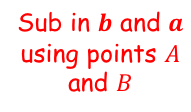 Sub in b and a
using points A
and B